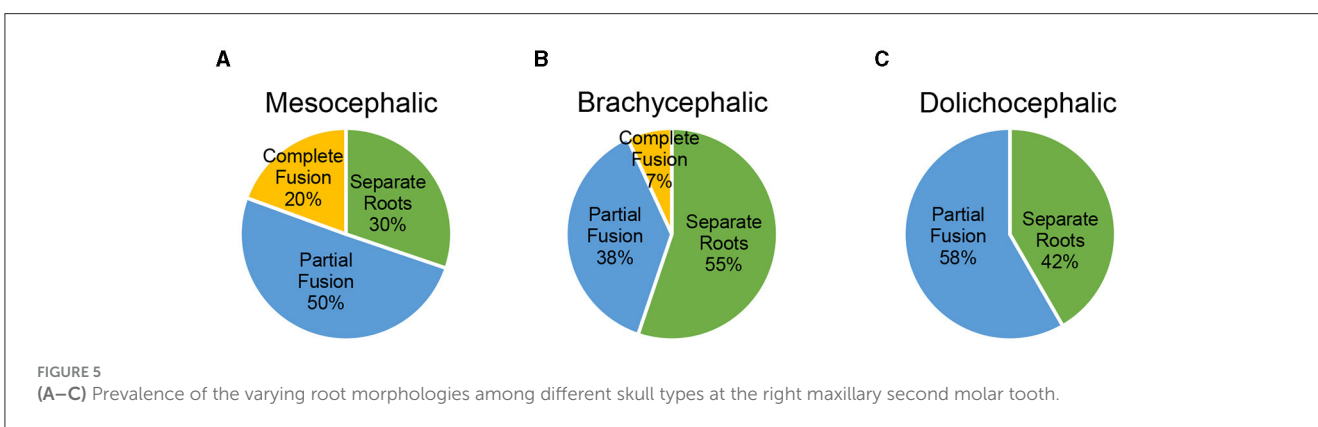 A
Mesocephalic
Complete
Fusion
20%
Separate
Roots
30%
Partial
Fusion
50%
B
Brachycephalic
Complete
Fusion
7%
Partial
Fusion
38%
Separate
Roots
55%
C
Dolichocephalic
Partial
Fusion
58%
Separate
Roots
42%
FIGURE 5
(A–C) Prevalence of the varying root morphologies among different skull types at the right maxillary second molar tooth.